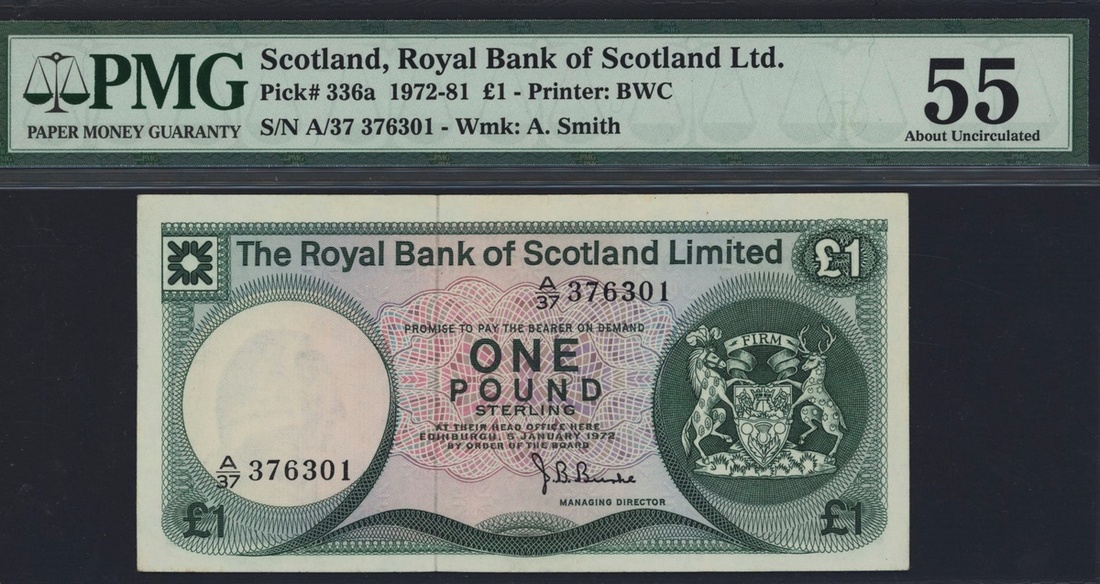 PMG
PAPER MONEY GUARANTY
Scotland, Royal Bank of Scotland Ltd.
Pick# 336a 1972-81 £1 - Printer: BWC
S/N A/37 376301 - Wmk: A. Smith
55
About Uncirculated
The Royal Bank of Scotland Limited
£1
A/37 376301
PROMISE TO PAY THE BEARER ON DEMAND
ONE
POUND
STERLING
AT THEIR HEAD OFFICE HERE
EDINBURGH, 5 JANUARY 1972
BY ORDER OF THE BOARD
J. B. Burke
MANAGING DIRECTOR
FIRM
A/37 376301
£1
£1